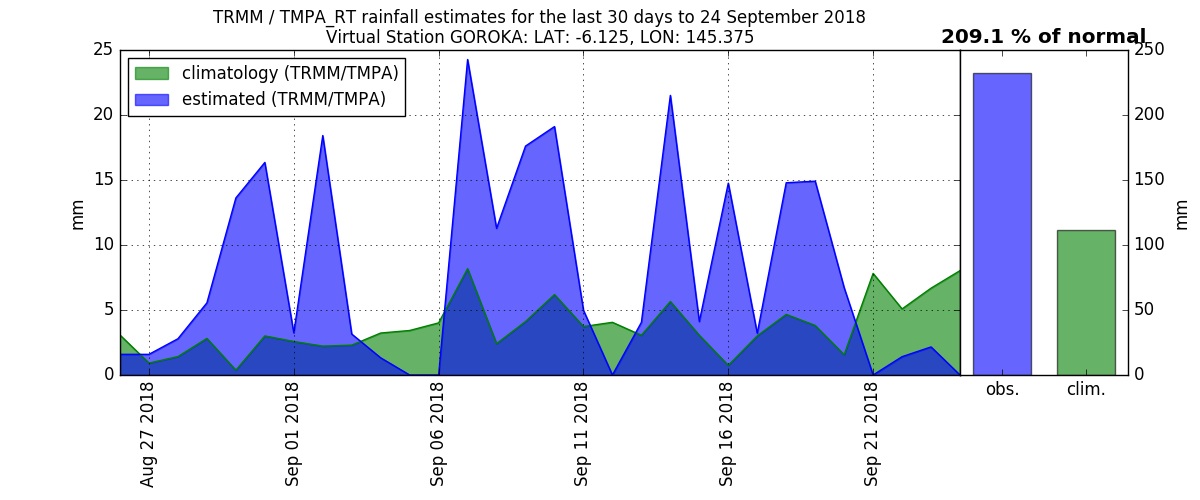 TRMM / TMPA_RT rainfall estimates for the last 30 days to 24 September 2018
Virtual Station GOROKA: LAT: -6.125, LON: 145.375
209.1 % of normal
climatology (TRMM/TMPA)
estimated (TRMM/TMPA)
25
20
15
10
5
0
mm
Aug 27 2018
Sep 01 2018
Sep 06 2018
Sep 11 2018
Sep 16 2018
Sep 21 2018
obs.
clim.
250
200
150
100
50
0
mm